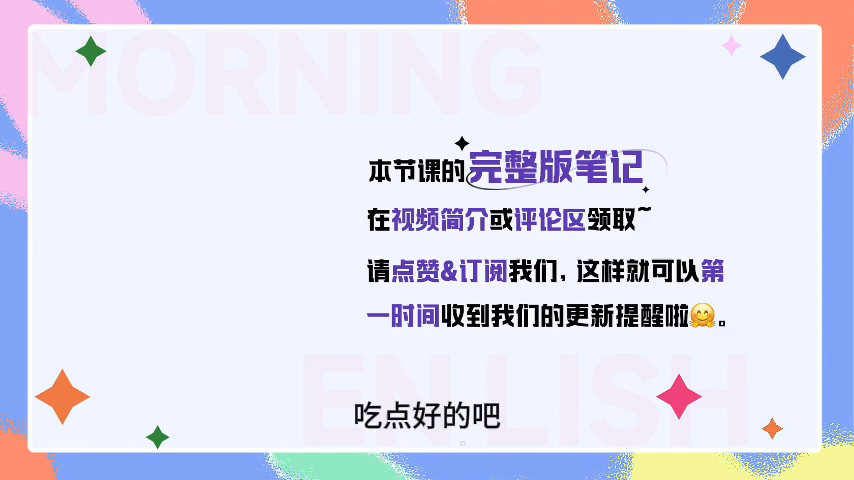 MORNING
本节课的完整版笔记
在视频简介或评论区领取~
请点赞&订阅我们，这样就可以第
一时间收到我们的更新提醒啦🤗。
EN LISH
吃点好的吧